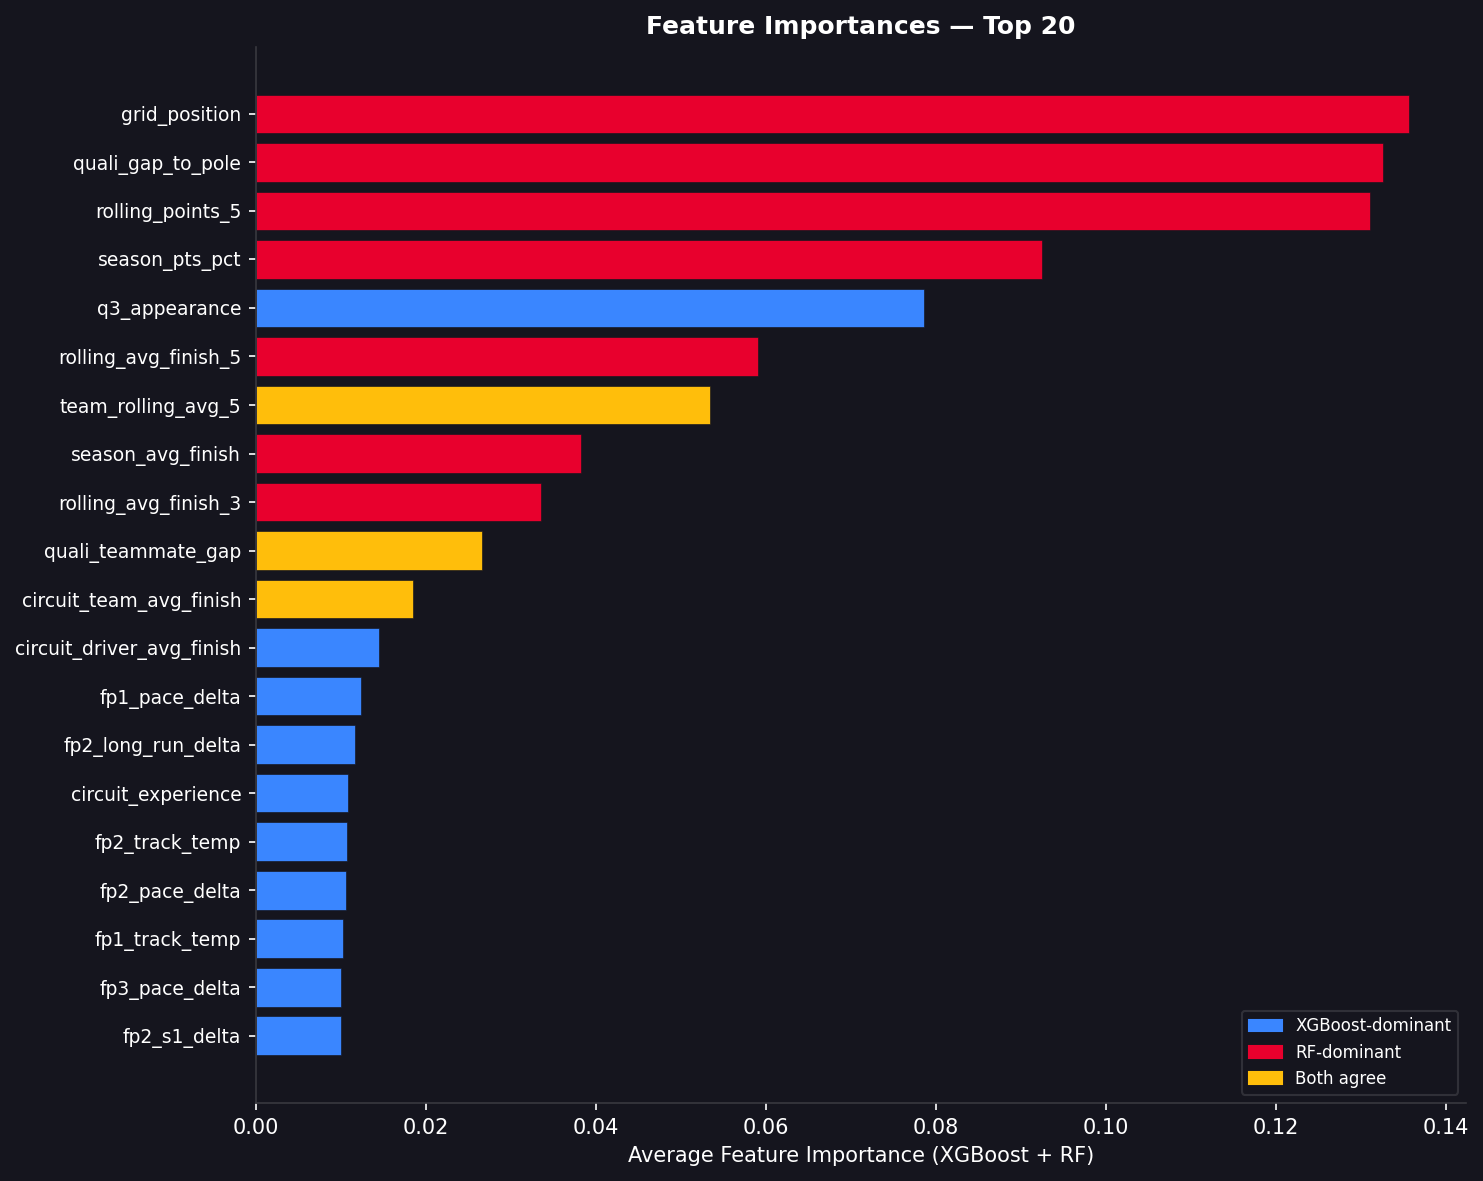 Feature Importances — Top 20
grid_position
quali_gap_to_pole
rolling_points_5
season_pts_pct
q3_appearance
rolling_avg_finish_5
team_rolling_avg_5
season_avg_finish
rolling_avg_finish_3
quali_teammate_gap
circuit_team_avg_finish
circuit_driver_avg_finish
fp1_pace_delta
fp2_long_run_delta
circuit_experience
fp2_track_temp
fp2_pace_delta
fp1_track_temp
fp3_pace_delta
fp2_s1_delta
XGBoost-dominant
RF-dominant
Both agree
0.00 0.02 0.04 0.06 0.08 0.10 0.12 0.14
Average Feature Importance (XGBoost + RF)